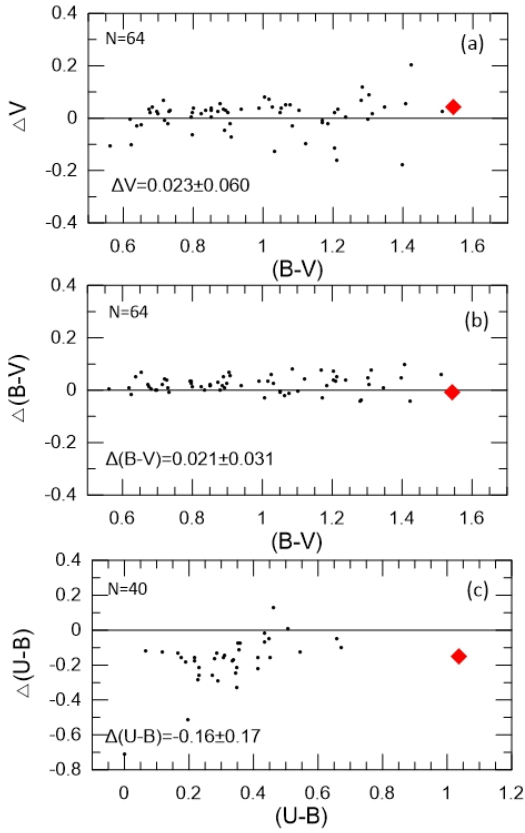 N=64
(a)
0.4
0.2
0
-0.2
-0.4
△V
ΔV=0.023±0.060
0.6 0.8 1 1.2 1.4 1.6
(B-V)
N=64
(b)
0.4
0.2
0
-0.2
-0.4
△(B-V)
Δ(B-V)=0.021±0.031
0.6 0.8 1 1.2 1.4 1.6
(B-V)
N=40
(c)
0.4
0.2
0
-0.2
-0.4
-0.6
-0.8
△(U-B)
Δ(U-B)=-0.16±0.17
0 0.2 0.4 0.6 0.8 1 1.2
(U-B)